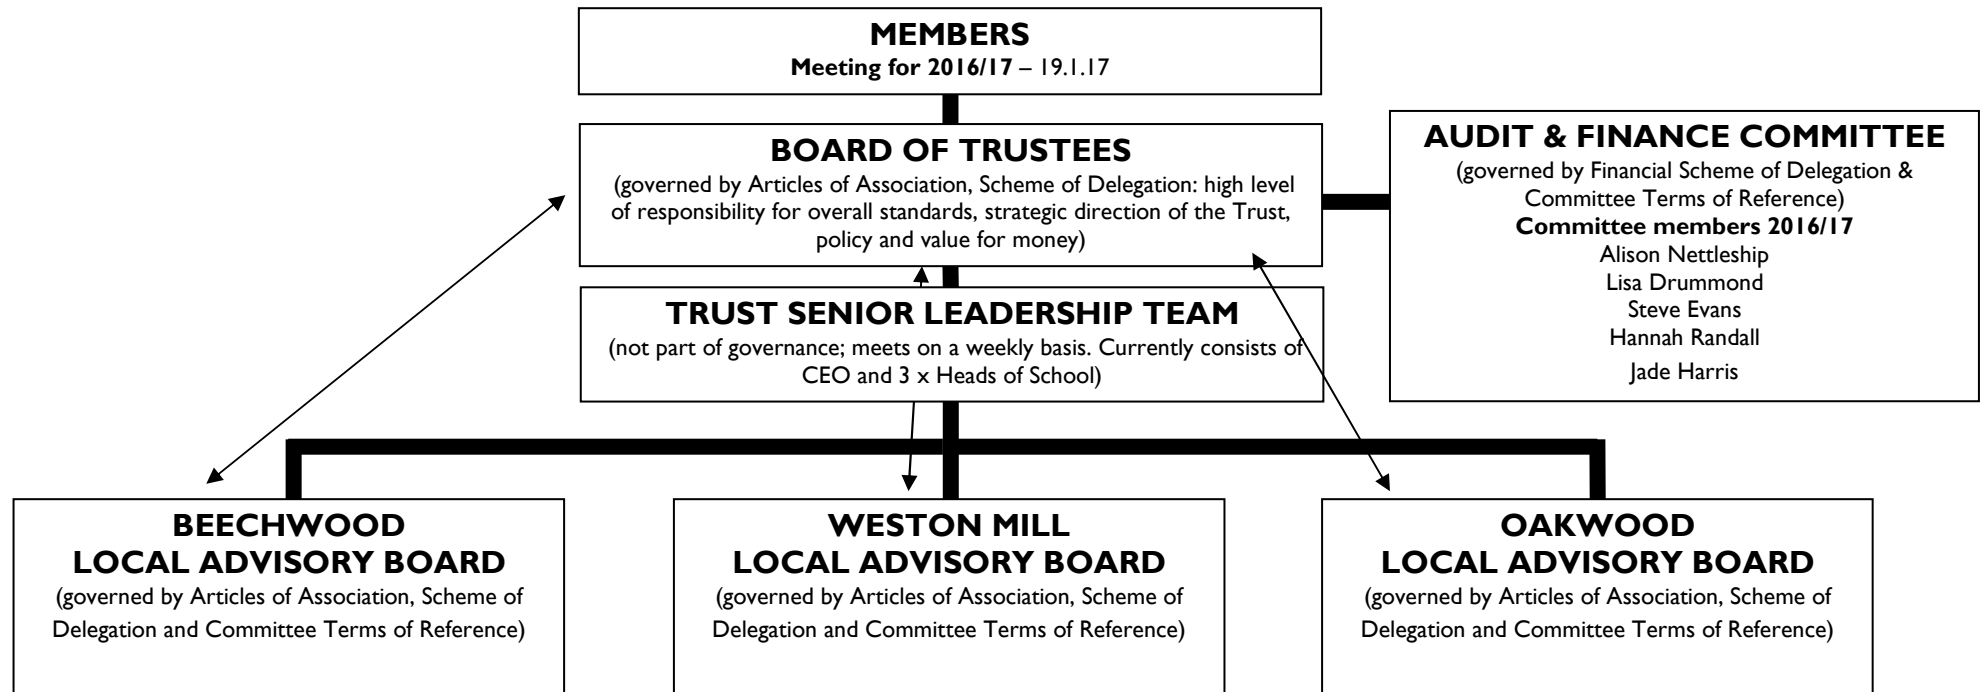 MEMBERS
Meeting for 2016/17 – 19.1.17
BOARD OF TRUSTEES
(governed by Articles of Association, Scheme of Delegation: high level
of responsibility for overall standards, strategic direction of the Trust,
policy and value for money)
AUDIT & FINANCE COMMITTEE
(governed by Financial Scheme of Delegation &
Committee Terms of Reference)
Committee members 2016/17
Alison Nettleship
Lisa Drummond
Steve Evans
Hannah Randall
Jade Harris
TRUST SENIOR LEADERSHIP TEAM
(not part of governance; meets on a weekly basis. Currently consists of
CEO and 3 x Heads of School)
BEECHWOOD
LOCAL ADVISORY BOARD
(governed by Articles of Association, Scheme of
Delegation and Committee Terms of Reference)
WESTON MILL
LOCAL ADVISORY BOARD
(governed by Articles of Association, Scheme of
Delegation and Committee Terms of Reference)
OAKWOOD
LOCAL ADVISORY BOARD
(governed by Articles of Association, Scheme of
Delegation and Committee Terms of Reference)